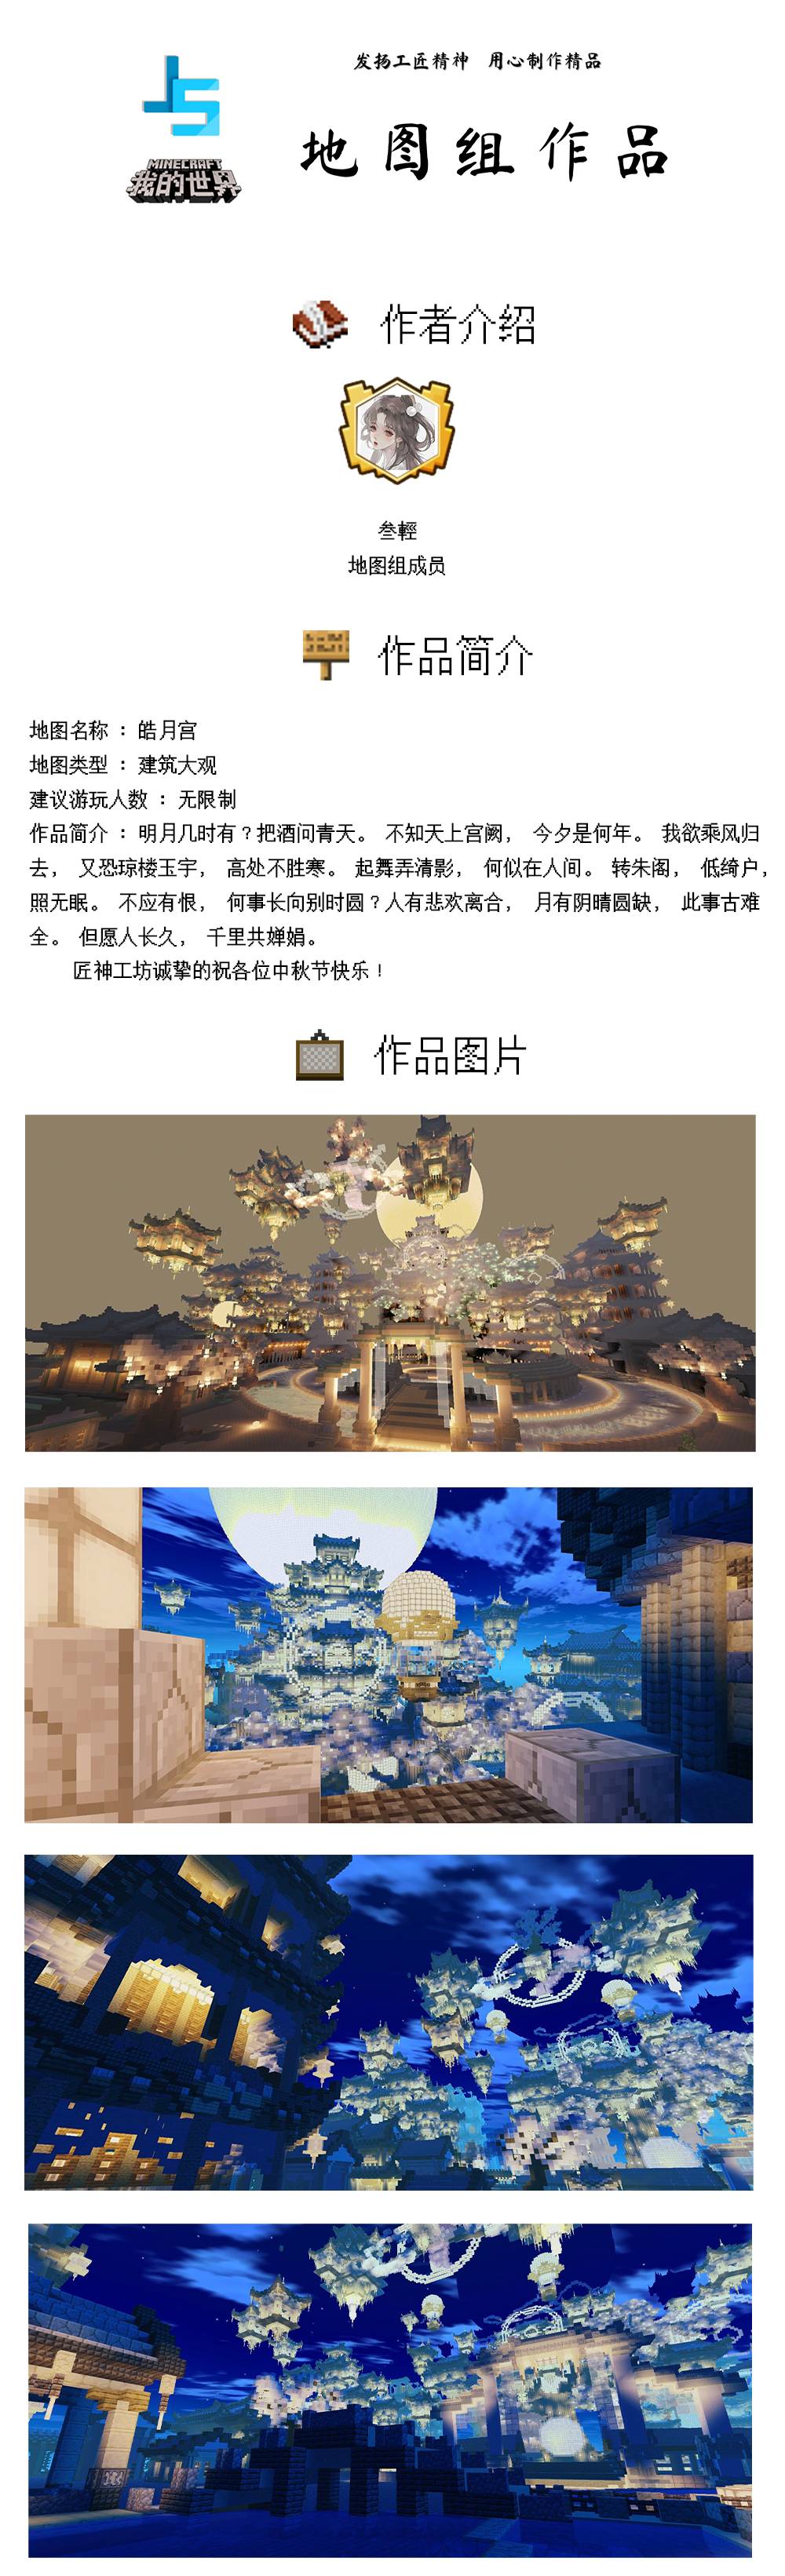 发扬工匠精神 用心制作精品
地图组作品
MINECRAFT
我的世界
作者介绍
叁輕
地图组成员
作品简介
地图名称 : 皓月宫
地图类型 : 建筑大观
建议游玩人数 : 无限制
作品简介 : 明月几时有?把酒问青天。 不知天上宫阙, 今夕是何年。 我欲乘风归
去, 又恐琼楼玉宇, 高处不胜寒。 起舞弄清影, 何似在人间。 转朱阁, 低绮户,
照无眠。 不应有恨, 何事长向别时圆?人有悲欢离合, 月有阴晴圆缺, 此事古难
全。 但愿人长久, 千里共婵娟。
匠神工坊诚挚的祝各位中秋节快乐!
作品图片